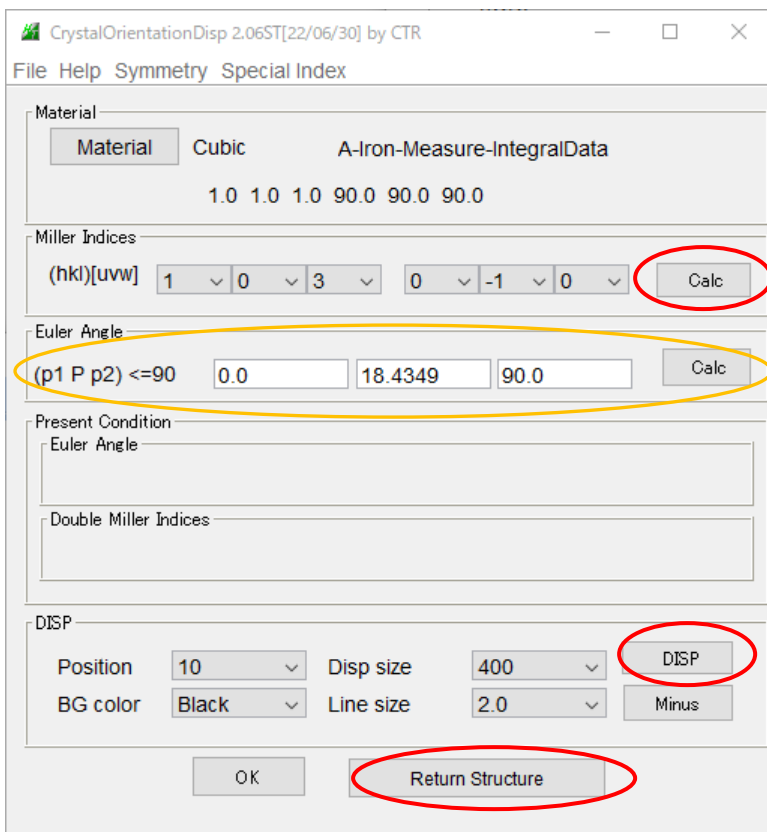 CrystalOrientationDisp 2.06ST[22/06/30] by CTR
File Help Symmetry Special Index
Material
Material Cubic A-Iron-Measure-IntegralData
1.0 1.0 1.0 90.0 90.0 90.0
Miller Indices
(hkl)[uvw] 1 0 3 0 -1 0 Calc
Euler Angle
(p1 P p2) <=90 0.0 18.4349 90.0 Calc
Present Condition
Euler Angle
Double Miller Indices
DISP
Position 10 Disp size 400 DISP
BG color Black Line size 2.0 Minus
OK Return Structure